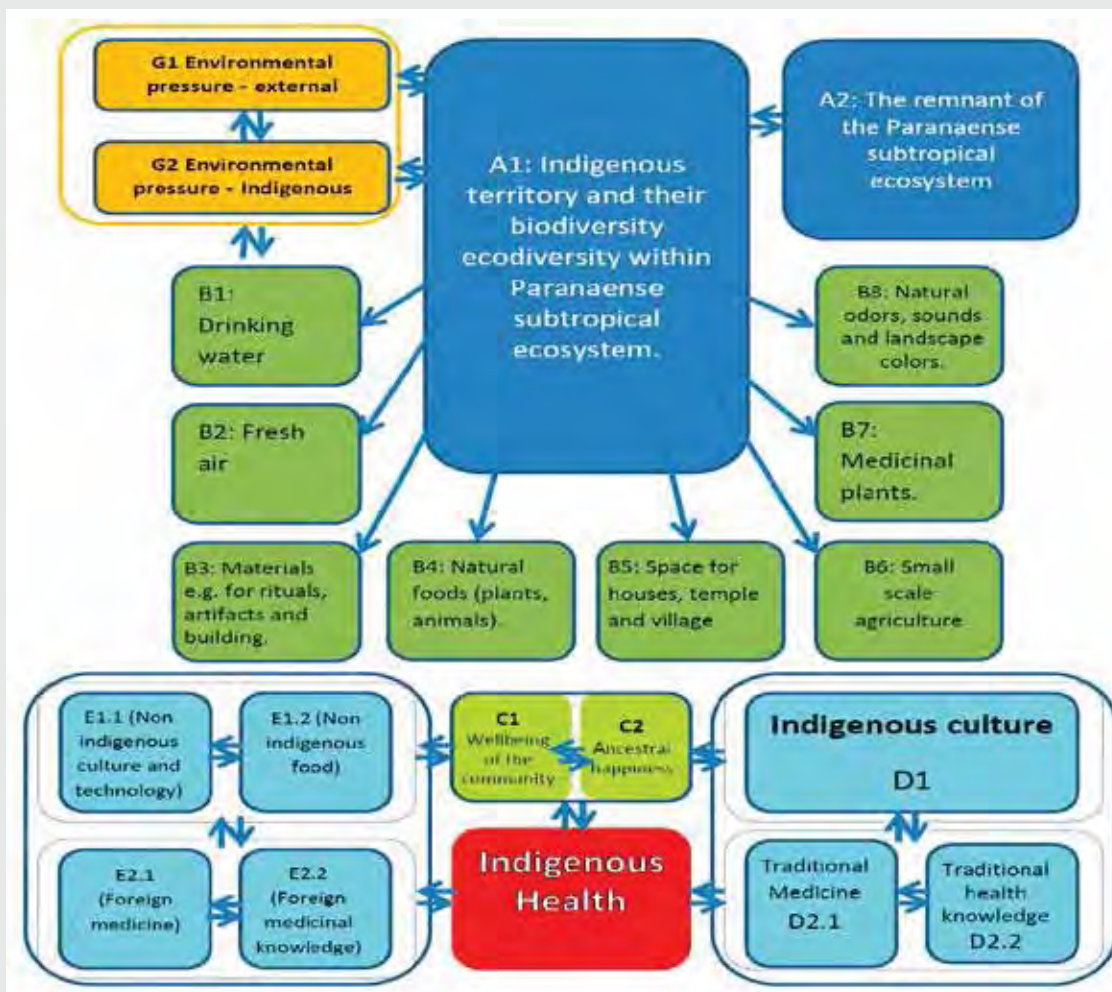 G1 Environmental
pressure - external
G2 Environmental
pressure - Indigenous
A1: Indigenous
territory and their
biodiversity
ecodiversity within
Paranaense
subtropical
ecosystem.
A2: The remnant of
the Paranaense
subtropical
ecosystem
B1:
Drinking
water
B2: Fresh
air
B3: Materials
e.g. for rituals,
artifacts and
building.
B4: Natural
foods (plants,
animals).
B5: Space for
houses, temple
and village
B6: Small
scale
agriculture
B7:
Medicinal
plants.
B8: Natural
odors, sounds
and landscape
colors.
E1.1 (Non
indigenous
culture and
technology)
E1.2 (Non
indigenous
food)
E2.1
(Foreign
medicine)
E2.2
(Foreign
medicinal
knowledge)
C1
Wellbeing
of the
community
C2
Ancestral
happiness
Indigenous
Health
Indigenous culture
D1
Traditional
Medicine
D2.1
Traditional
health
knowledge
D2.2